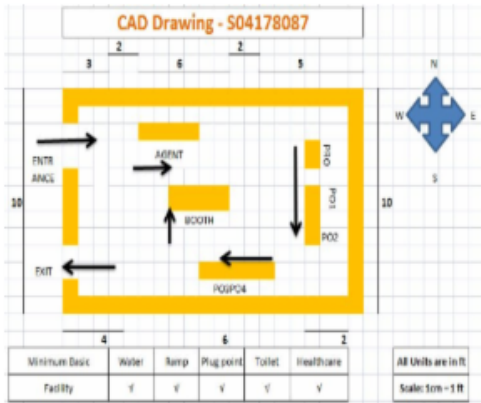 CAD Drawing - S04178087
2 2
3 6 5
N
W E
S
ENTR
ANCE
AGENT
PRO
PO1
PO2
10 10
BOOTH
EXIT
PO3PO4
4 6 2
Minimum Basic Water Ramp Plug point Toilet Healthcare
Facility √ √ √ √ √
All Units are in ft
Scale: 1cm - 1 ft